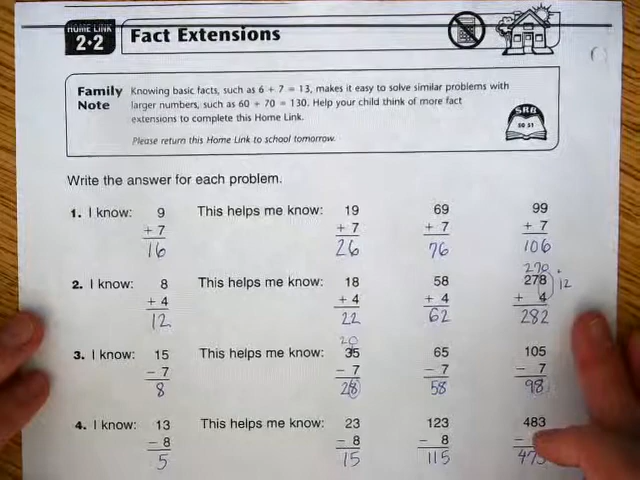 HOME LINK
2•2
Fact Extensions
Family Note
Knowing basic facts, such as 6 + 7 = 13, makes it easy to solve similar problems with
larger numbers, such as 60 + 70 = 130. Help your child think of more fact
extensions to complete this Home Link.
Please return this Home Link to school tomorrow.
SRB
50 51
Write the answer for each problem.
1. I know: 9 This helps me know: 19 69 99
+ 7 + 7 + 7 + 7
16 26 76 106
270
2. I know: 8 This helps me know: 18 58 278 12
+ 4 + 4 + 4 + 4
12 22 62 282
20
3. I know: 15 This helps me know: 35 65 105
− 7 − 7 − 7 − 7
8 28 58 98
4. I know: 13 This helps me know: 23 123 483
− 8 − 8 − 8 −
5 15 115 475